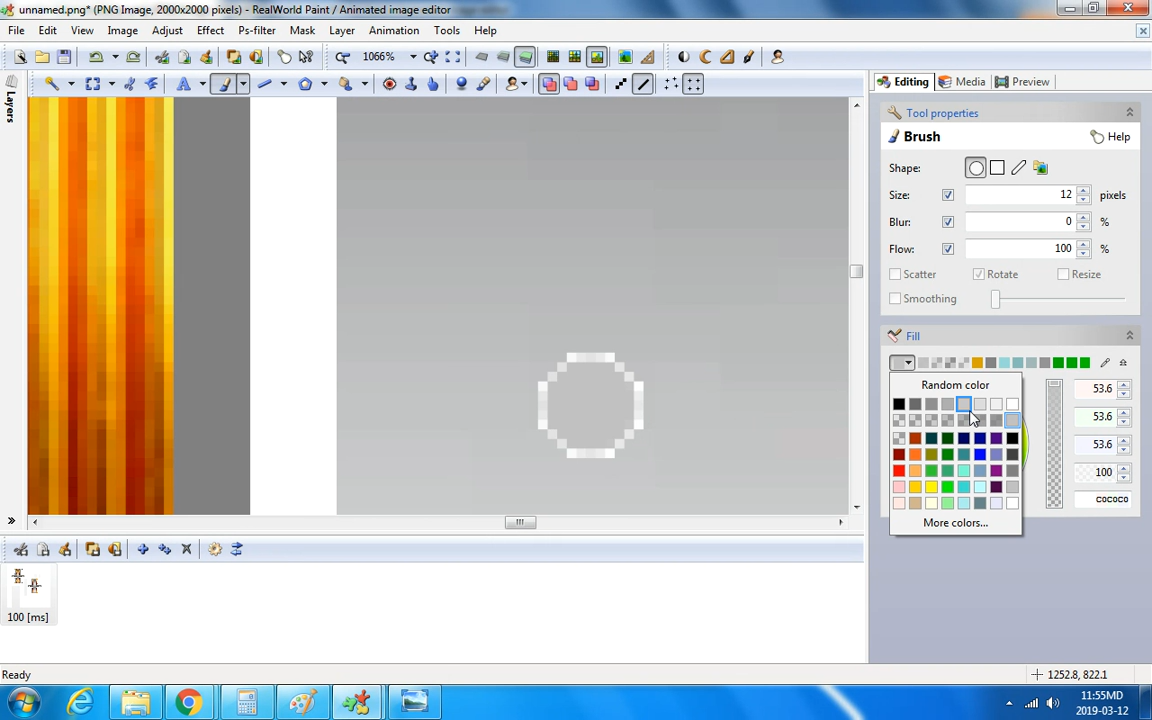 unnamed.png* (PNG Image, 2000x2000 pixels) - RealWorld Paint / Animated image editor
File Edit View Image Adjust Effect Ps-filter Mask Layer Animation Tools Help
1066%
Layers
Editing Media Preview
Tool properties
Brush Help
Shape:
Size: 12 pixels
Blur: 0 %
Flow: 100 %
Scatter Rotate Resize
Smoothing
Fill
Random color
53.6
53.6
53.6
100
C0C0C0
More colors...
100 [ms]
Ready 1252.8, 822.1
11:55MD
2019-03-12